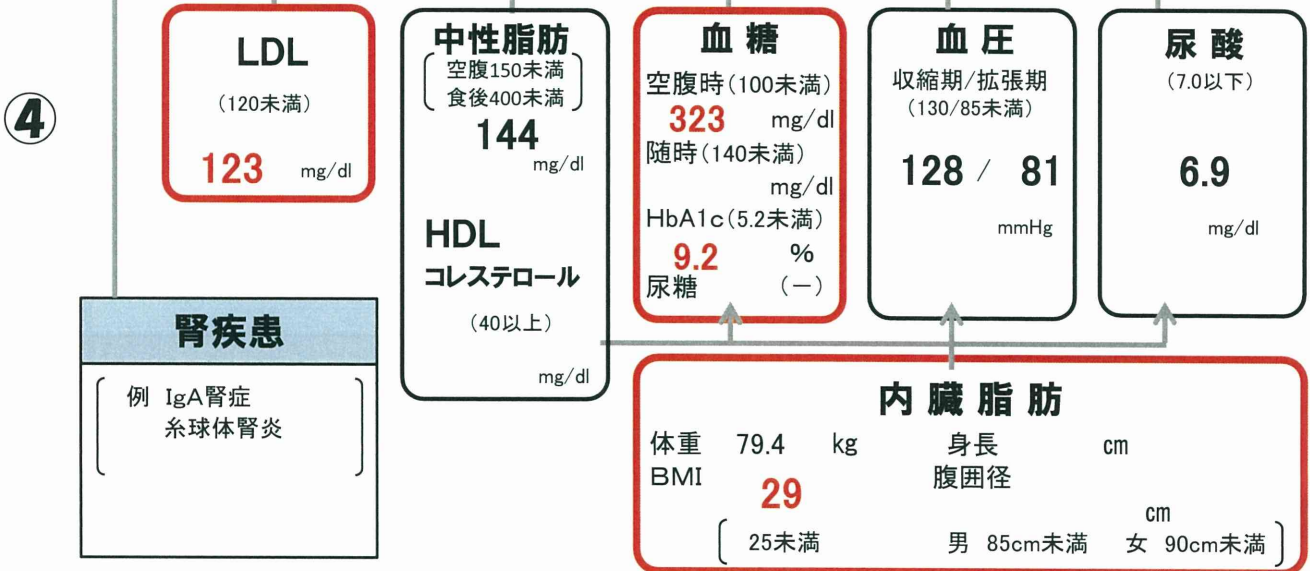 ④
LDL
(120未満)
123 mg/dl
中性脂肪
空腹150未満
食後400未満
144
mg/dl
HDL
コレステロール
(40以上)
mg/dl
血糖
空腹時(100未満)
323 mg/dl
随時(140未満)
mg/dl
HbA1c(5.2未満)
9.2 %
尿糖 (－)
血圧
収縮期/拡張期
(130/85未満)
128 / 81
mmHg
尿酸
(7.0以下)
6.9
mg/dl
腎疾患
例 IgA腎症
糸球体腎炎
内臓脂肪
体重 79.4 kg 身長 cm
BMI 29 腹囲径
cm
25未満 男 85cm未満 女 90cm未満